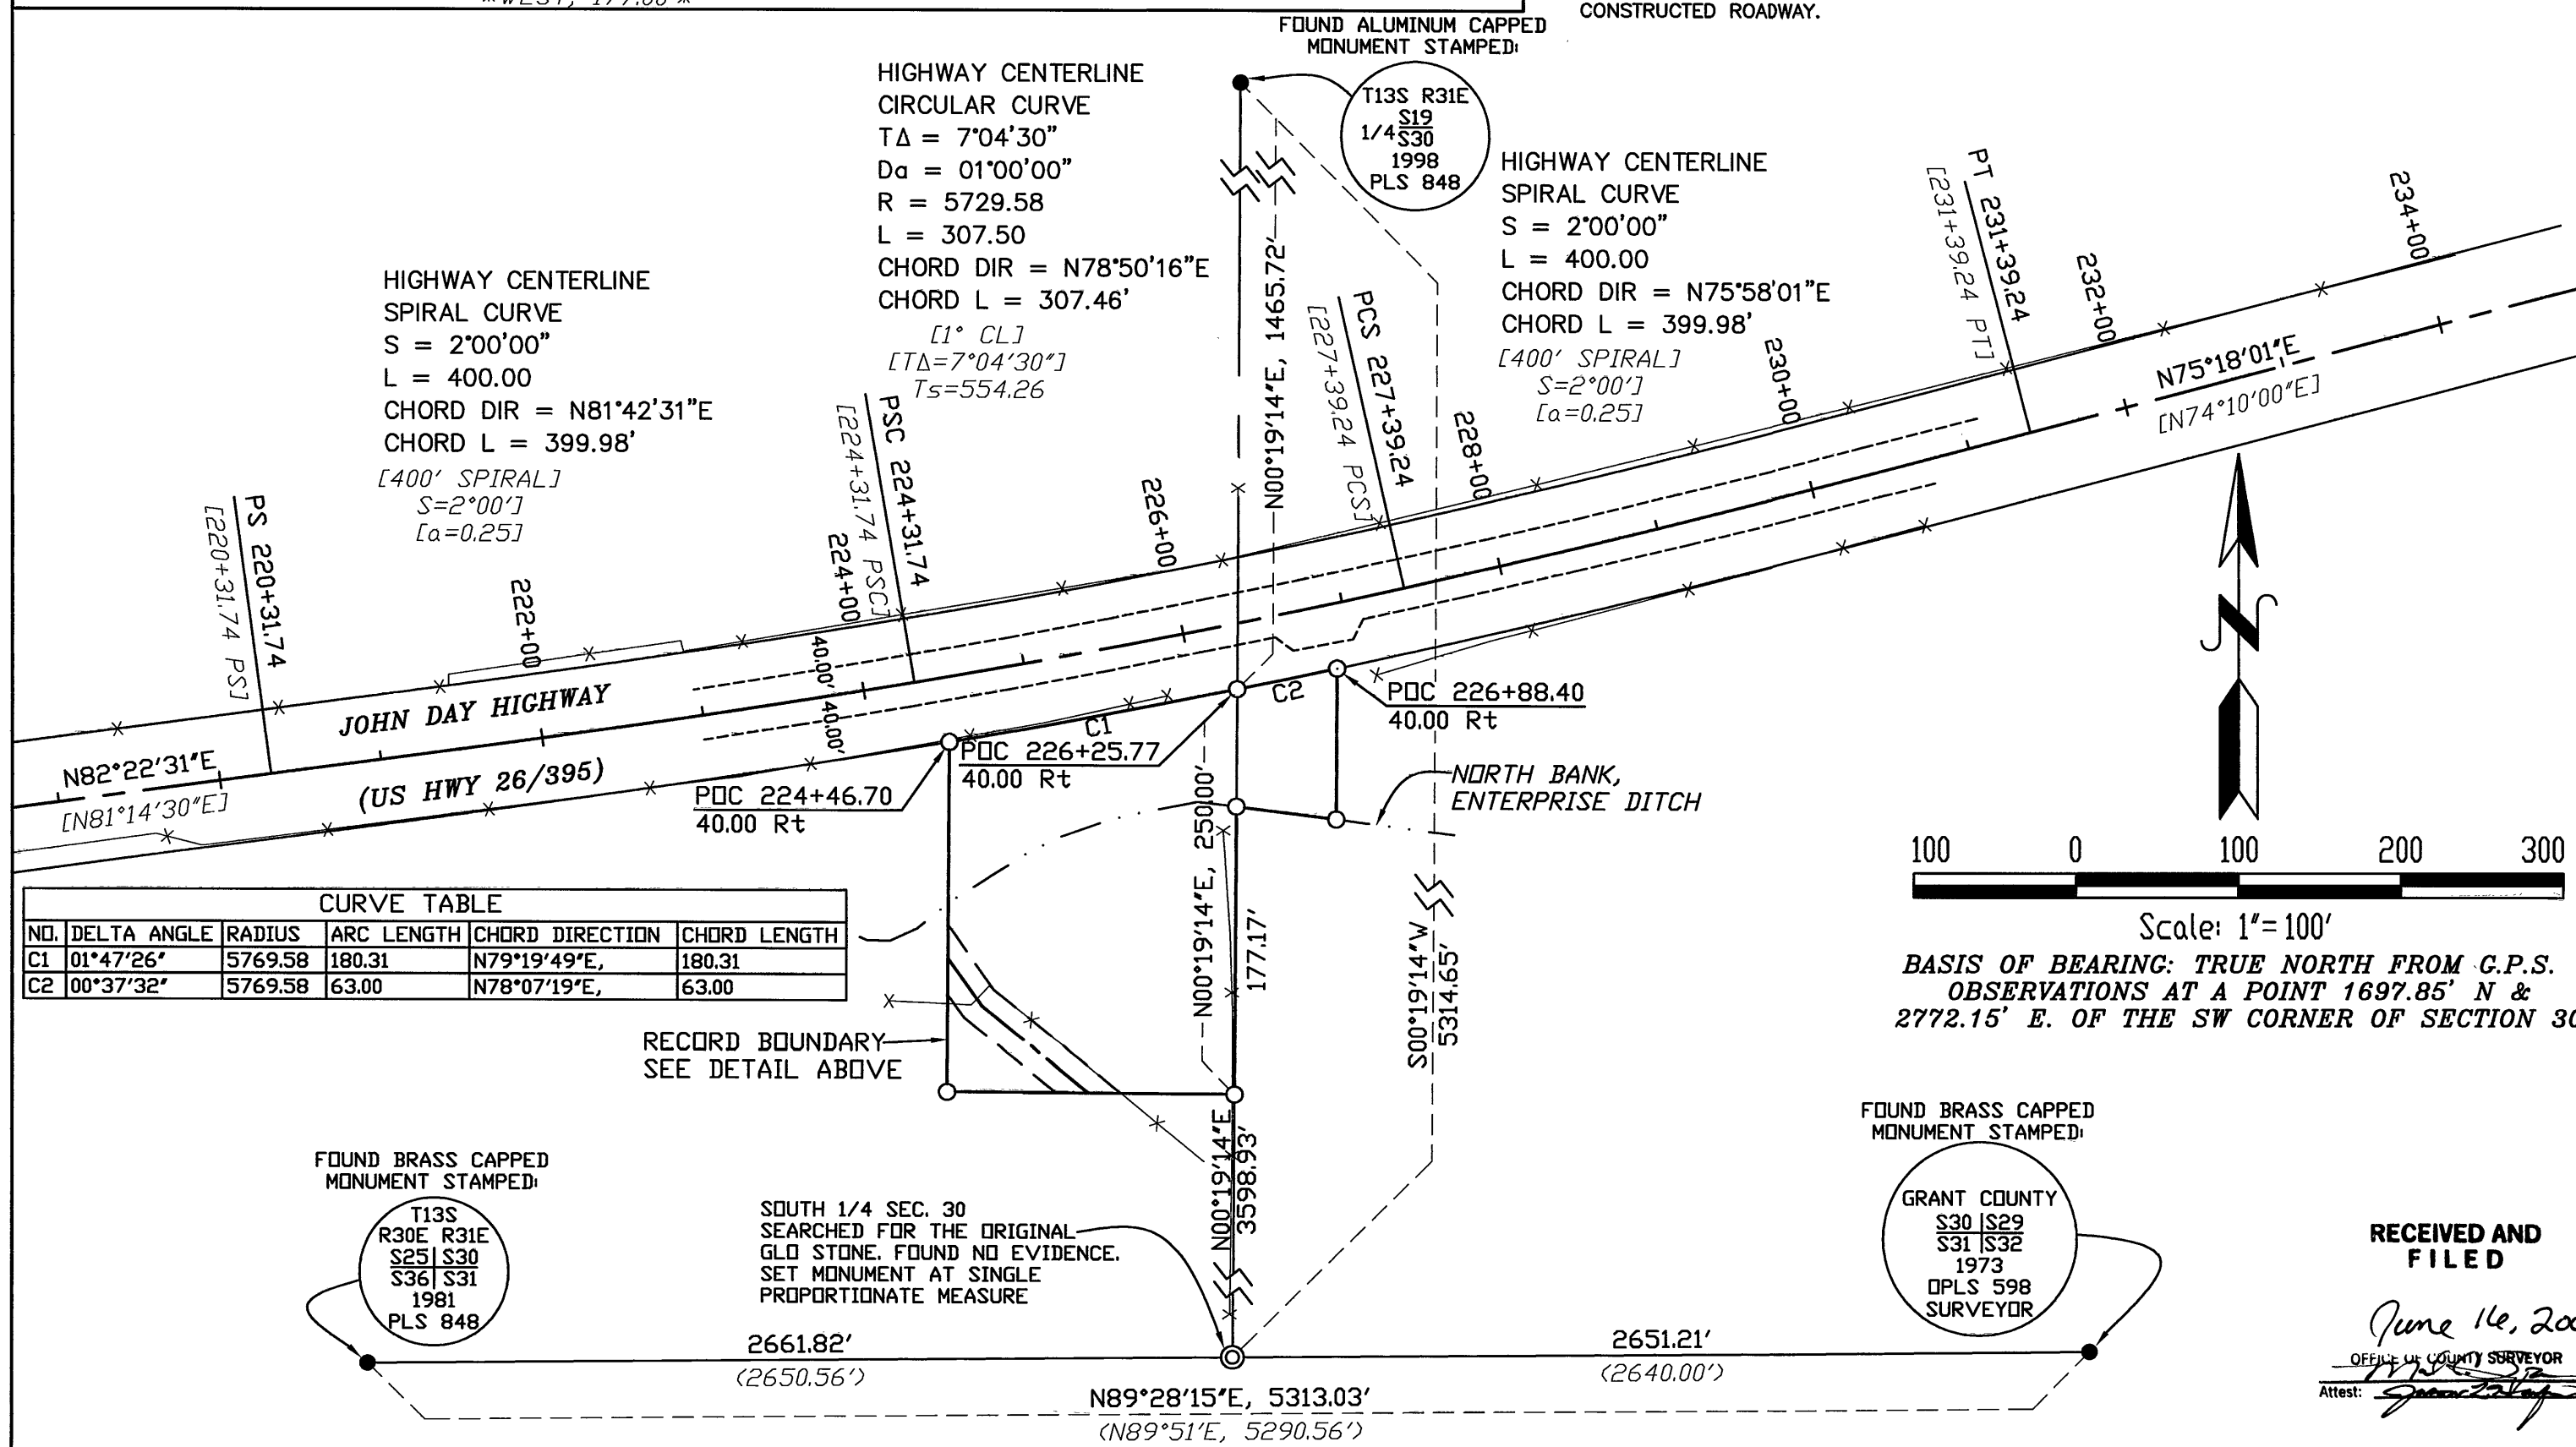 "WEST, 177.00"
CONSTRUCTED ROADWAY.
FOUND ALUMINUM CAPPED
MONUMENT STAMPED:
T13S R31E
S19
1/4 S30
1998
PLS 848
HIGHWAY CENTERLINE
CIRCULAR CURVE
TΔ = 7°04'30"
Da = 01°00'00"
R = 5729.58
L = 307.50
CHORD DIR = N78°50'16"E
CHORD L = 307.46'
[1° CL]
[TΔ=7°04'30"]
Ts=554.26
HIGHWAY CENTERLINE
SPIRAL CURVE
S = 2°00'00"
L = 400.00
CHORD DIR = N75°58'01"E
CHORD L = 399.98'
[400' SPIRAL]
S=2°00']
[a=0.25]
HIGHWAY CENTERLINE
SPIRAL CURVE
S = 2°00'00"
L = 400.00
CHORD DIR = N81°42'31"E
CHORD L = 399.98'
[400' SPIRAL]
S=2°00']
[a=0.25]
PS 220+31.74
[220+31.74 PS]
222+00
224+00
PSC 224+31.74
[224+31.74 PSC]
226+00
N00°19'14"E, 1465.72'
PCS 227+39.24
[227+39.24 PCS]
228+00
230+00
PT 231+39.24
[231+39.24 PT]
232+00
234+00
N75°18'01"E
[N74°10'00"E]
JOHN DAY HIGHWAY
(US HWY 26/395)
N82°22'31"E
[N81°14'30"E]
40.00'
40.00'
C1
C2
POC 226+88.40
40.00 Rt
POC 226+25.77
40.00 Rt
POC 224+46.70
40.00 Rt
NORTH BANK,
ENTERPRISE DITCH
N00°19'14"E, 250.00'
177.17'
S00°19'14"W
5314.65'
CURVE TABLE
NO. DELTA ANGLE RADIUS ARC LENGTH CHORD DIRECTION CHORD LENGTH
C1 01°47'26" 5769.58 180.31 N79°19'49"E, 180.31
C2 00°37'32" 5769.58 63.00 N78°07'19"E, 63.00
RECORD BOUNDARY
SEE DETAIL ABOVE
N
100 0 100 200 300
Scale: 1"=100'
BASIS OF BEARING: TRUE NORTH FROM G.P.S.
OBSERVATIONS AT A POINT 1697.85' N &
2772.15' E. OF THE SW CORNER OF SECTION 30
N00°19'14"E
3598.93'
FOUND BRASS CAPPED
MONUMENT STAMPED:
T13S
R30E R31E
S25 S30
S36 S31
1981
PLS 848
SOUTH 1/4 SEC. 30
SEARCHED FOR THE ORIGINAL
GLO STONE. FOUND NO EVIDENCE.
SET MONUMENT AT SINGLE
PROPORTIONATE MEASURE
FOUND BRASS CAPPED
MONUMENT STAMPED:
GRANT COUNTY
S30 S29
S31 S32
1973
OPLS 598
SURVEYOR
2661.82'
(2650.56')
2651.21'
(2640.00')
N89°28'15"E, 5313.03'
(N89°51'E, 5290.56')
RECEIVED AND
FILED
June 16, 200
OFFICE OF COUNTY SURVEYOR
Attest: